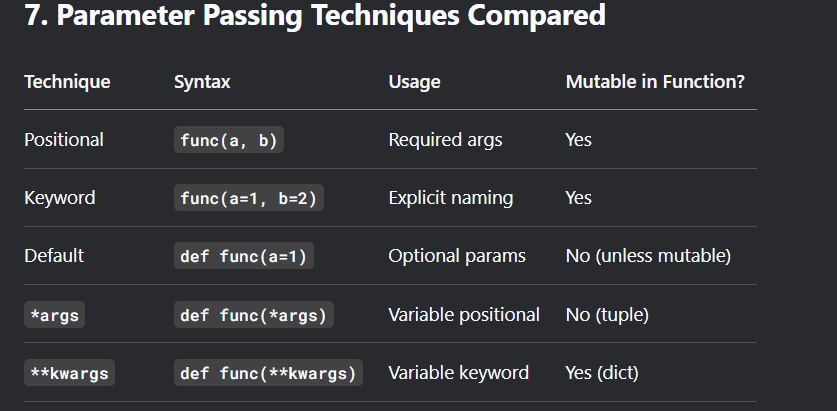 7. Parameter Passing Techniques Compared
Technique Syntax Usage Mutable in Function?
Positional func(a, b) Required args Yes
Keyword func(a=1, b=2) Explicit naming Yes
Default def func(a=1) Optional params No (unless mutable)
*args def func(*args) Variable positional No (tuple)
**kwargs def func(**kwargs) Variable keyword Yes (dict)